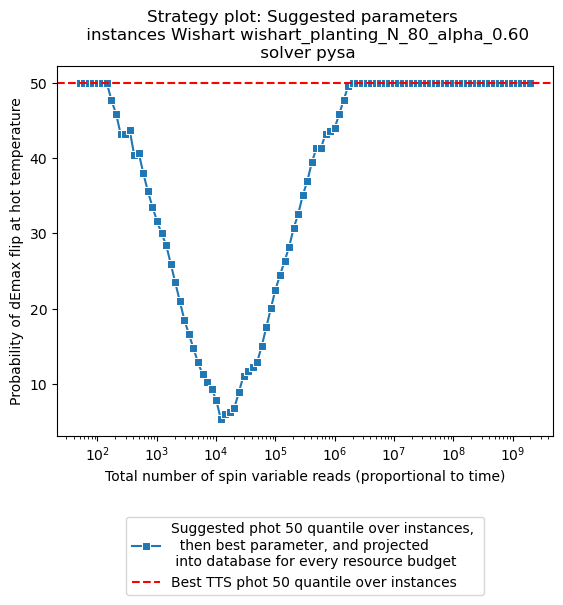 Strategy plot: Suggested parameters
instances Wishart wishart_planting_N_80_alpha_0.60
solver pysa
Probability of dEmax flip at hot temperature
50
40
30
20
10
10²
10³
10⁴
10⁵
10⁶
10⁷
10⁸
10⁹
Total number of spin variable reads (proportional to time)
Suggested phot 50 quantile over instances,
then best parameter, and projected
into database for every resource budget
Best TTS phot 50 quantile over instances